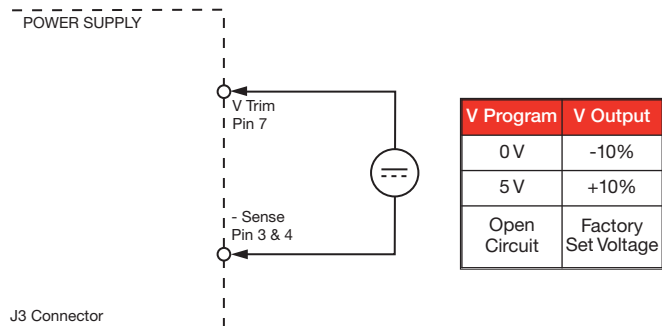 POWER SUPPLY
V Trim
Pin 7
- Sense
Pin 3 & 4
J3 Connector
V Program V Output
0 V -10%
5 V +10%
Open Circuit Factory Set Voltage